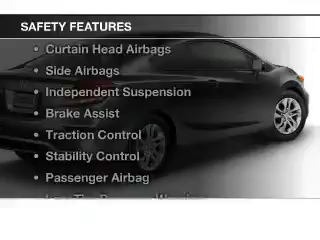 SAFETY FEATURES
• Curtain Head Airbags
• Side Airbags
• Independent Suspension
• Brake Assist
• Traction Control
• Stability Control
• Passenger Airbag